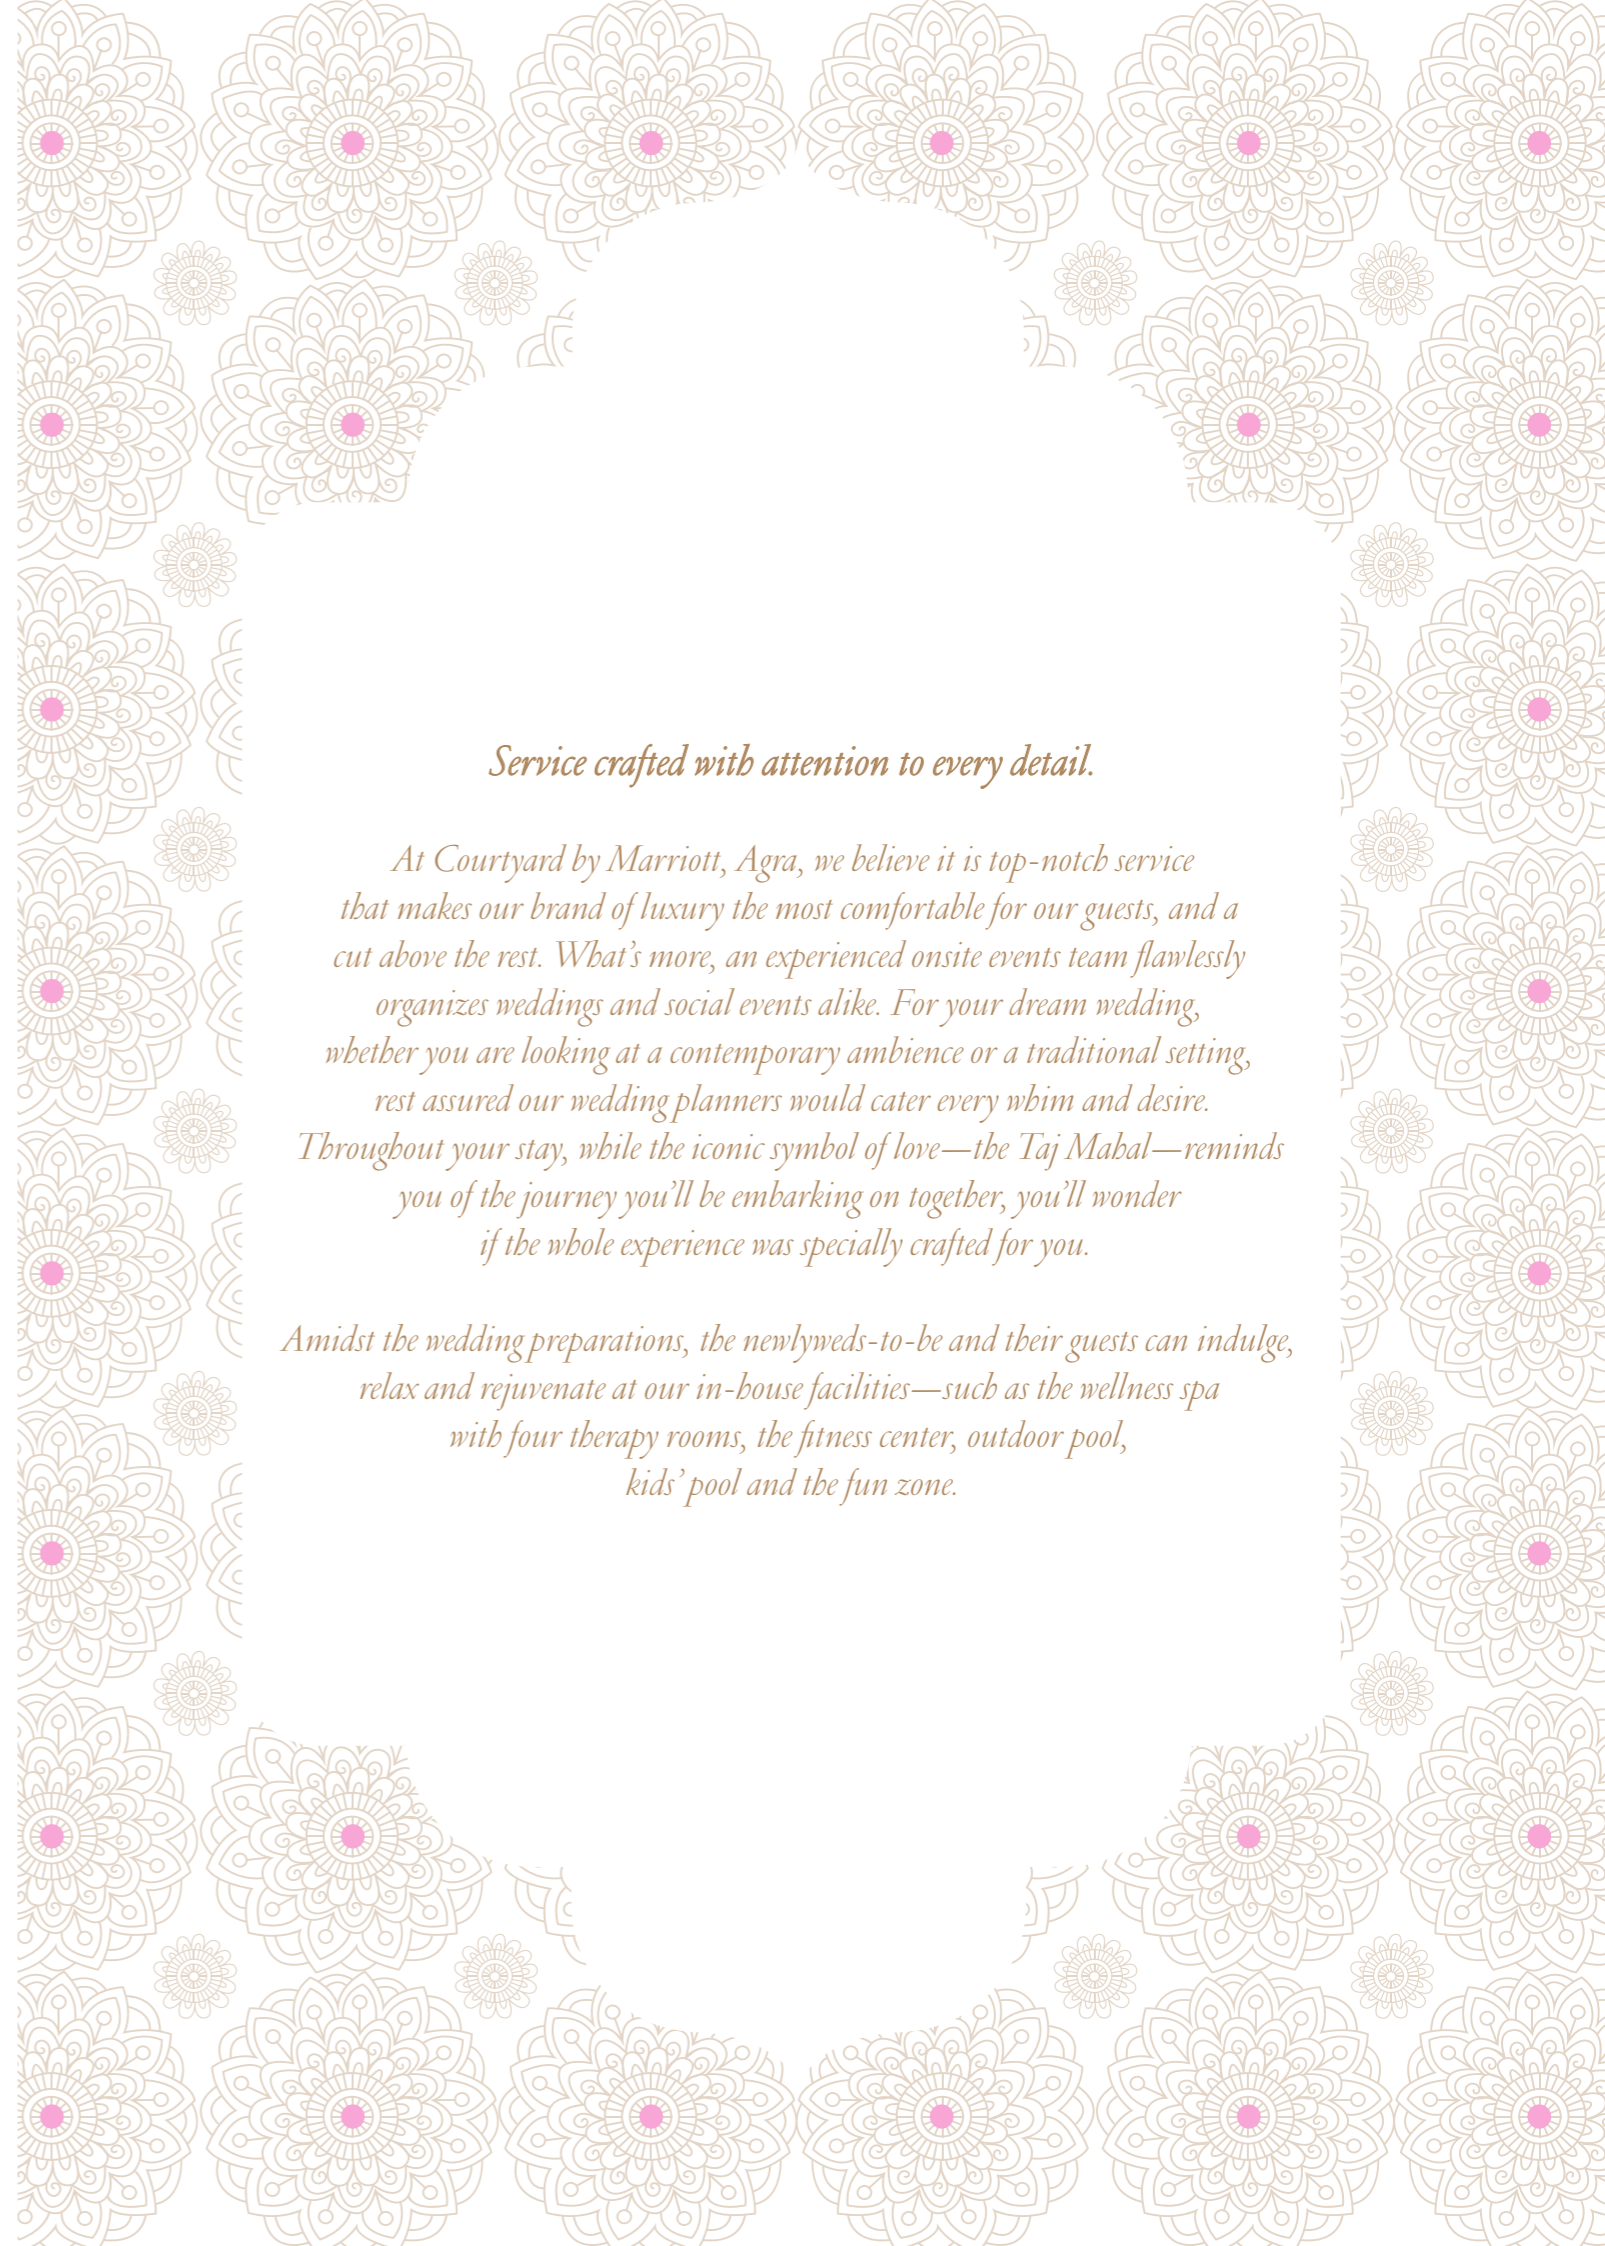 Service crafted with attention to every detail.
At Courtyard by Marriott, Agra, we believe it is top-notch service
that makes our brand of luxury the most comfortable for our guests, and a
cut above the rest. What’s more, an experienced onsite events team flawlessly
organizes weddings and social events alike. For your dream wedding,
whether you are looking at a contemporary ambience or a traditional setting,
rest assured our wedding planners would cater every whim and desire.
Throughout your stay, while the iconic symbol of love—the Taj Mahal—reminds
you of the journey you’ll be embarking on together, you’ll wonder
if the whole experience was specially crafted for you.
Amidst the wedding preparations, the newlyweds-to-be and their guests can indulge,
relax and rejuvenate at our in-house facilities—such as the wellness spa
with four therapy rooms, the fitness center, outdoor pool,
kids’ pool and the fun zone.